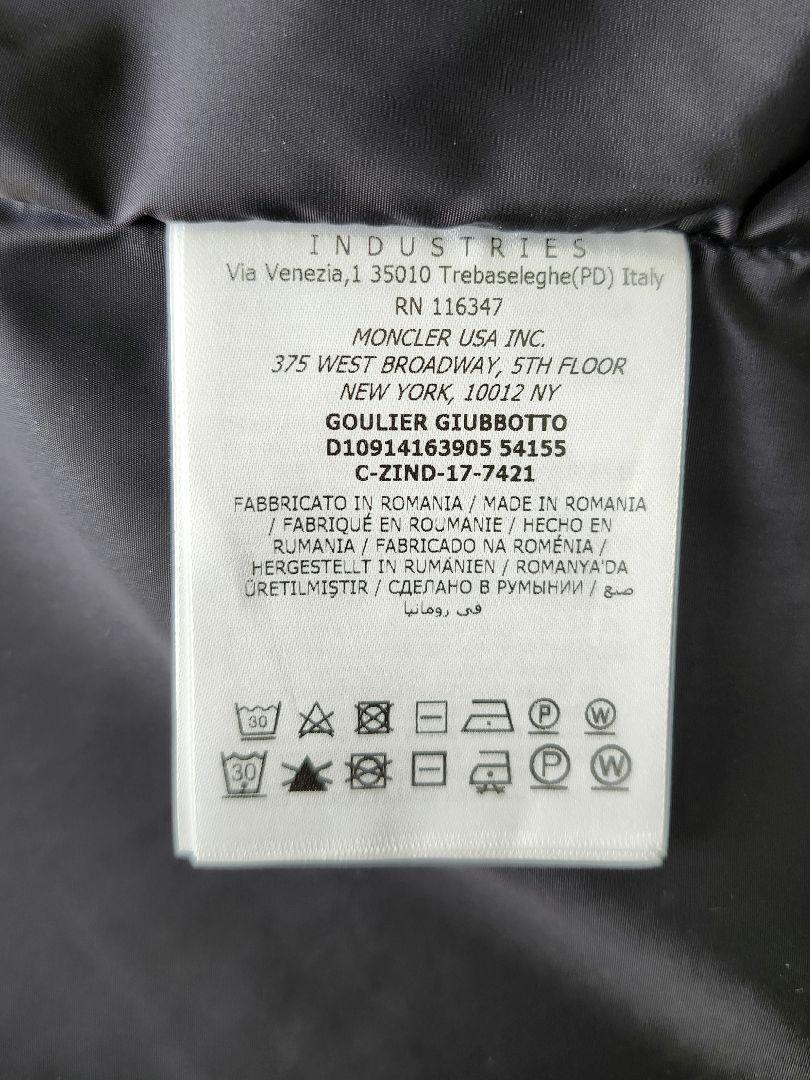 INDUSTRIES
Via Venezia,1 35010 Trebaseleghe(PD) Italy
RN 116347
MONCLER USA INC.
375 WEST BROADWAY, 5TH FLOOR
NEW YORK, 10012 NY
GOULIER GIUBBOTTO
D10914163905 54155
C-ZIND-17-7421
FABBRICATO IN ROMANIA / MADE IN ROMANIA
/ FABRIQUÉ EN ROUMANIE / HECHO EN
RUMANIA / FABRICADO NA ROMÉNIA /
HERGESTELLT IN RUMÄNIEN / ROMANYA'DA
ÜRETILMIŞTIR / СДЕЛАНО В РУМЫНИИ / صنع
في رومانيا
30 P W
30 P W